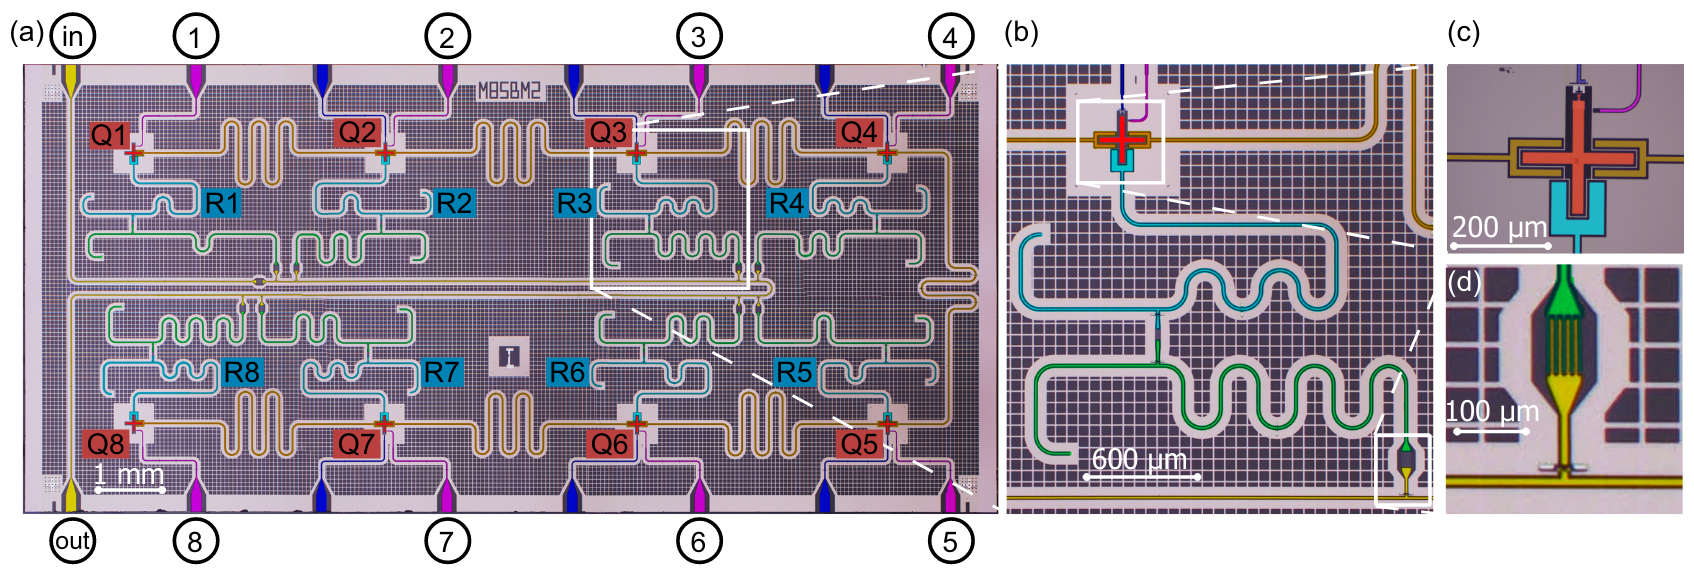 (a) in 1 2 3 4 (b) (c)
M85BM2
Q1 Q2 Q3 Q4
R1 R2 R3 R4
200 µm
(d)
R8 R7 R6 R5
100 µm
Q8 Q7 Q6 Q5
600 µm
1 mm
out 8 7 6 5